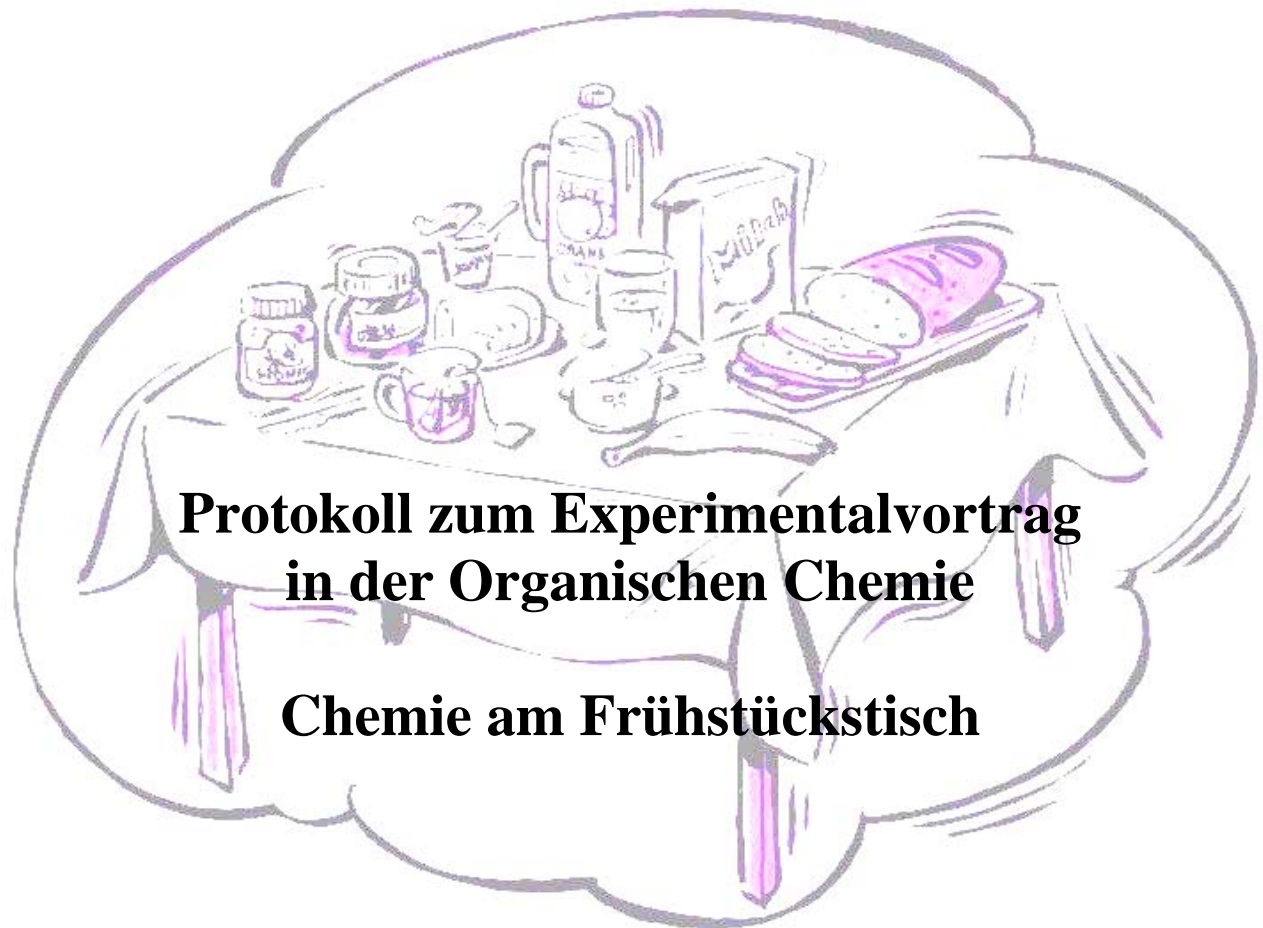 Protokoll zum Experimentalvortrag
in der Organischen Chemie
Chemie am Frühstückstisch